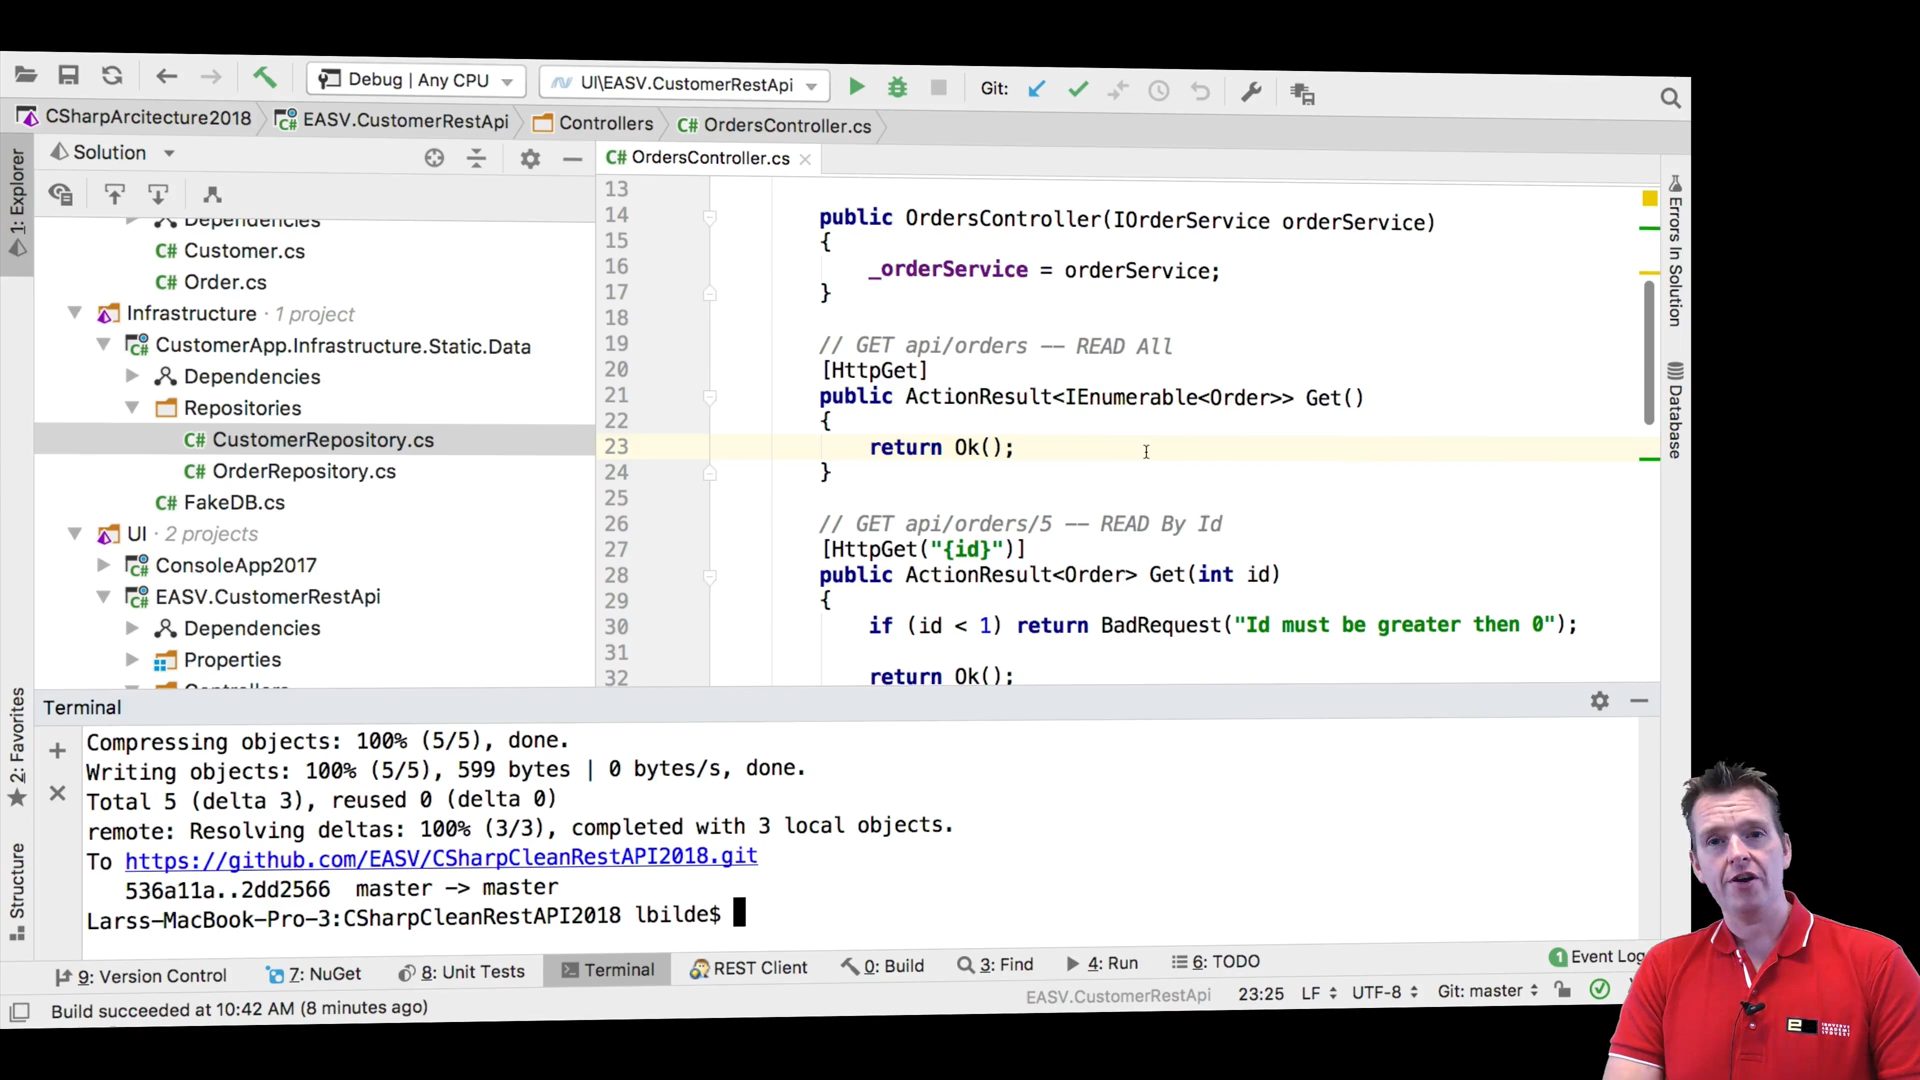 Debug | Any CPU
UI\EASV.CustomerRestApi
Git:
CSharpArcitecture2018
EASV.CustomerRestApi
Controllers
C# OrdersController.cs
1: Explorer
Solution
C# OrdersController.cs
Dependencies
C# Customer.cs
C# Order.cs
Infrastructure · 1 project
C# CustomerApp.Infrastructure.Static.Data
Dependencies
Repositories
C# CustomerRepository.cs
C# OrderRepository.cs
C# FakeDB.cs
UI · 2 projects
C# ConsoleApp2017
C# EASV.CustomerRestApi
Dependencies
Properties
13
14 public OrdersController(IOrderService orderService)
15 {
16 _orderService = orderService;
17 }
18
19 // GET api/orders -- READ All
20 [HttpGet]
21 public ActionResult<IEnumerable<Order>> Get()
22 {
23 return Ok();
24 }
25
26 // GET api/orders/5 -- READ By Id
27 [HttpGet("{id}")]
28 public ActionResult<Order> Get(int id)
29 {
30 if (id < 1) return BadRequest("Id must be greater then 0");
31
32 return Ok();
Errors In Solution
Database
2: Favorites
Structure
Terminal
Compressing objects: 100% (5/5), done.
Writing objects: 100% (5/5), 599 bytes | 0 bytes/s, done.
Total 5 (delta 3), reused 0 (delta 0)
remote: Resolving deltas: 100% (3/3), completed with 3 local objects.
To https://github.com/EASV/CSharpCleanRestAPI2018.git
536a11a..2dd2566 master -> master
Larss-MacBook-Pro-3:CSharpCleanRestAPI2018 lbilde$
9: Version Control
7: NuGet
8: Unit Tests
Terminal
REST Client
0: Build
3: Find
4: Run
6: TODO
1 Event Log
Build succeeded at 10:42 AM (8 minutes ago)
EASV.CustomerRestApi
23:25
LF
UTF-8
Git: master